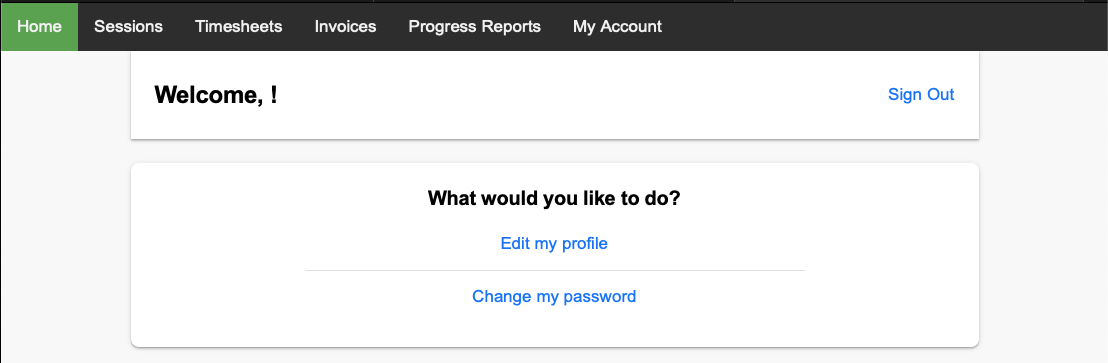 Home Sessions Timesheets Invoices Progress Reports My Account
Welcome, !
Sign Out
What would you like to do?
Edit my profile
Change my password